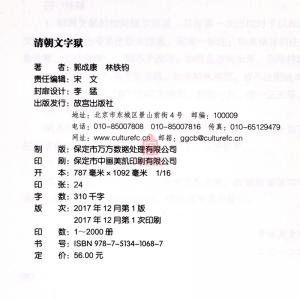 清朝文字狱
著　　者：郭成康　林铁钧
责任编辑：宋　文
封帘设计：李　猛
出版发行：故宫出版社
地址：北京市东城区景山前街4号　邮编：100009
电话：010-85007808　010-85007816　传真：010-65129479
网址：www.culturefc.cn　邮箱：ggcb@culturefc.cn
制　　版：保定市万方数据处理有限公司
印　　刷：保定市中画美凯印刷有限公司
开　　本：787毫米×1092毫米　1/16
印　　张：24
字　　数：310千字
版　　次：2017年12月第1版
2017年12月第1次印刷
印　　数：1～2000册
书　　号：ISBN 978-7-5134-1068-7
定　　价：56.00元